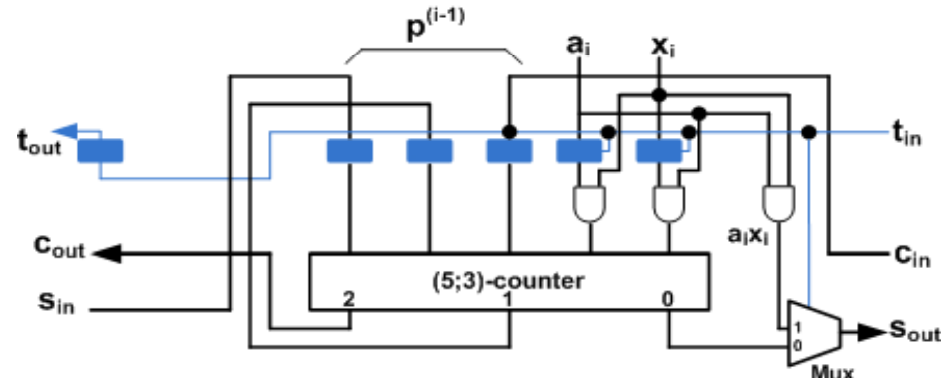 p(i-1)
ai
xi
tout
tin
cout
aixi
cin
(5;3)-counter
2 1 0
sin
1
0
sout
Mux